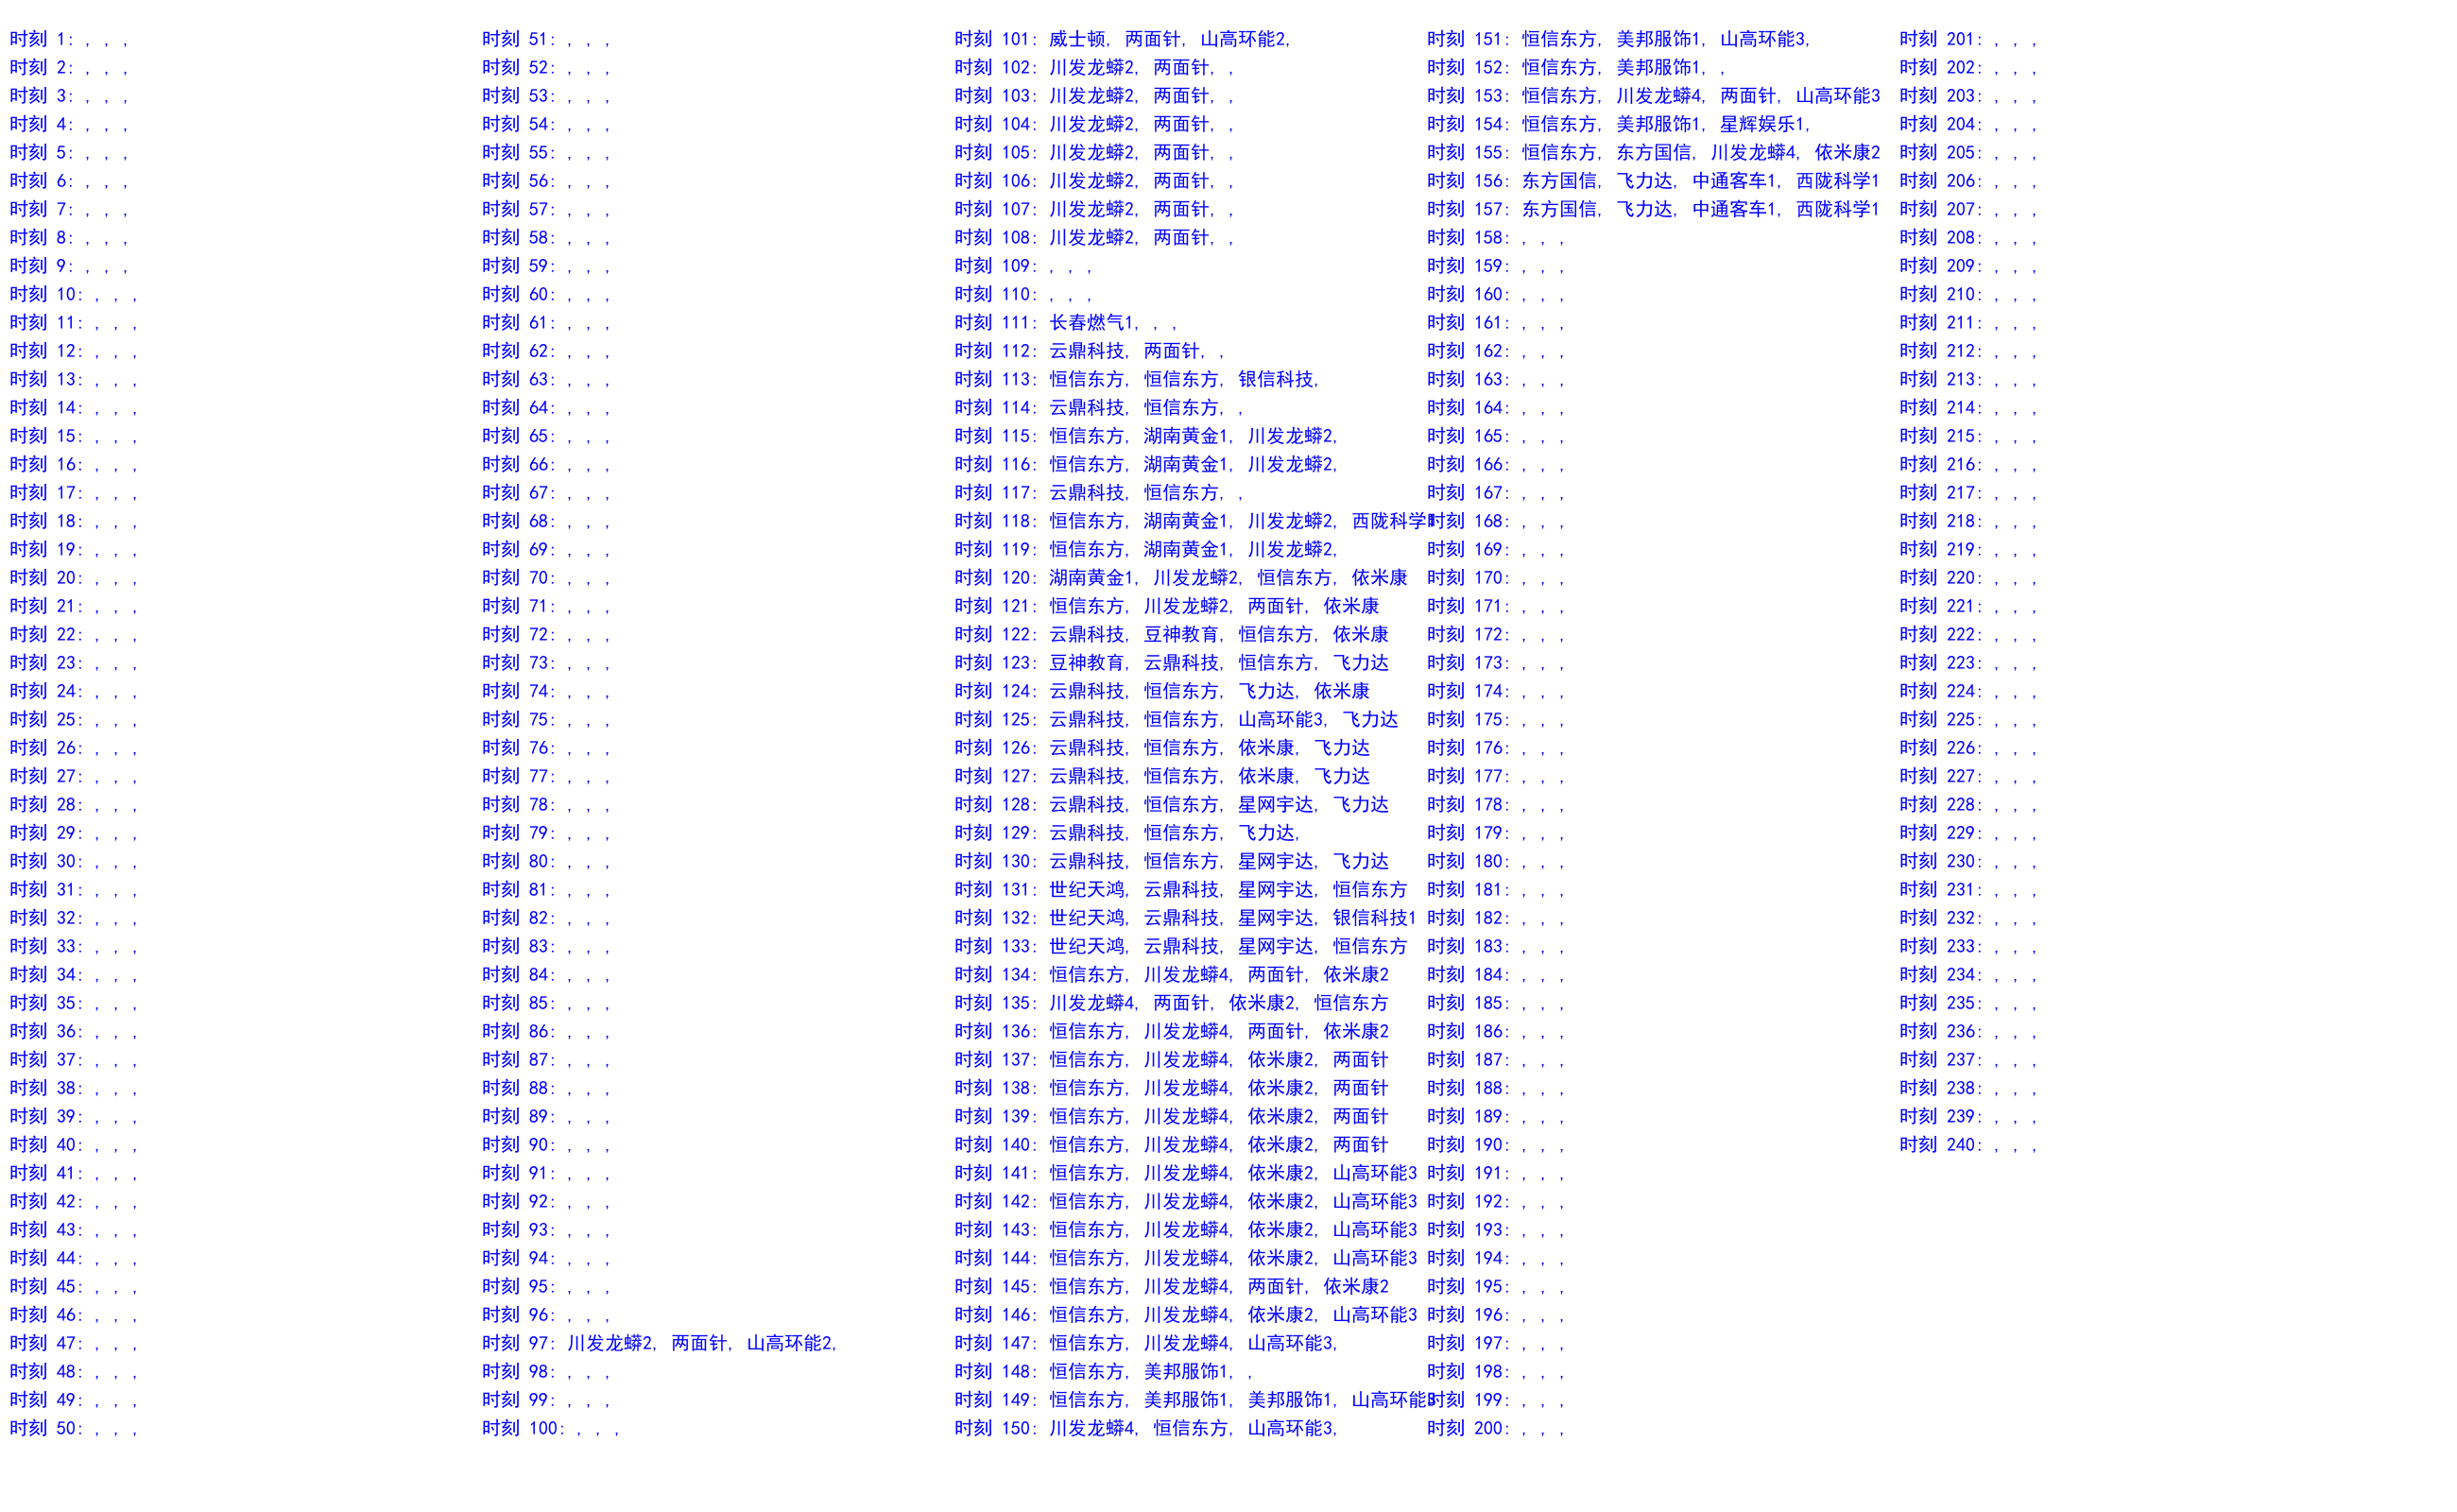 时刻 1: , , ,
时刻 2: , , ,
时刻 3: , , ,
时刻 4: , , ,
时刻 5: , , ,
时刻 6: , , ,
时刻 7: , , ,
时刻 8: , , ,
时刻 9: , , ,
时刻 10: , , ,
时刻 11: , , ,
时刻 12: , , ,
时刻 13: , , ,
时刻 14: , , ,
时刻 15: , , ,
时刻 16: , , ,
时刻 17: , , ,
时刻 18: , , ,
时刻 19: , , ,
时刻 20: , , ,
时刻 21: , , ,
时刻 22: , , ,
时刻 23: , , ,
时刻 24: , , ,
时刻 25: , , ,
时刻 26: , , ,
时刻 27: , , ,
时刻 28: , , ,
时刻 29: , , ,
时刻 30: , , ,
时刻 31: , , ,
时刻 32: , , ,
时刻 33: , , ,
时刻 34: , , ,
时刻 35: , , ,
时刻 36: , , ,
时刻 37: , , ,
时刻 38: , , ,
时刻 39: , , ,
时刻 40: , , ,
时刻 41: , , ,
时刻 42: , , ,
时刻 43: , , ,
时刻 44: , , ,
时刻 45: , , ,
时刻 46: , , ,
时刻 47: , , ,
时刻 48: , , ,
时刻 49: , , ,
时刻 50: , , ,
时刻 51: , , ,
时刻 52: , , ,
时刻 53: , , ,
时刻 54: , , ,
时刻 55: , , ,
时刻 56: , , ,
时刻 57: , , ,
时刻 58: , , ,
时刻 59: , , ,
时刻 60: , , ,
时刻 61: , , ,
时刻 62: , , ,
时刻 63: , , ,
时刻 64: , , ,
时刻 65: , , ,
时刻 66: , , ,
时刻 67: , , ,
时刻 68: , , ,
时刻 69: , , ,
时刻 70: , , ,
时刻 71: , , ,
时刻 72: , , ,
时刻 73: , , ,
时刻 74: , , ,
时刻 75: , , ,
时刻 76: , , ,
时刻 77: , , ,
时刻 78: , , ,
时刻 79: , , ,
时刻 80: , , ,
时刻 81: , , ,
时刻 82: , , ,
时刻 83: , , ,
时刻 84: , , ,
时刻 85: , , ,
时刻 86: , , ,
时刻 87: , , ,
时刻 88: , , ,
时刻 89: , , ,
时刻 90: , , ,
时刻 91: , , ,
时刻 92: , , ,
时刻 93: , , ,
时刻 94: , , ,
时刻 95: , , ,
时刻 96: , , ,
时刻 97: 川发龙蟒2, 两面针, 山高环能2,
时刻 98: , , ,
时刻 99: , , ,
时刻 100: , , ,
时刻 101: 威士顿, 两面针, 山高环能2,
时刻 102: 川发龙蟒2, 两面针, ,
时刻 103: 川发龙蟒2, 两面针, ,
时刻 104: 川发龙蟒2, 两面针, ,
时刻 105: 川发龙蟒2, 两面针, ,
时刻 106: 川发龙蟒2, 两面针, ,
时刻 107: 川发龙蟒2, 两面针, ,
时刻 108: 川发龙蟒2, 两面针, ,
时刻 109: , , ,
时刻 110: , , ,
时刻 111: 长春燃气1, , ,
时刻 112: 云鼎科技, 两面针, ,
时刻 113: 恒信东方, 恒信东方, 银信科技,
时刻 114: 云鼎科技, 恒信东方, ,
时刻 115: 恒信东方, 湖南黄金1, 川发龙蟒2,
时刻 116: 恒信东方, 湖南黄金1, 川发龙蟒2,
时刻 117: 云鼎科技, 恒信东方, ,
时刻 118: 恒信东方, 湖南黄金1, 川发龙蟒2, 西陇科学1
时刻 119: 恒信东方, 湖南黄金1, 川发龙蟒2,
时刻 120: 湖南黄金1, 川发龙蟒2, 恒信东方, 依米康
时刻 121: 恒信东方, 川发龙蟒2, 两面针, 依米康
时刻 122: 云鼎科技, 豆神教育, 恒信东方, 依米康
时刻 123: 豆神教育, 云鼎科技, 恒信东方, 飞力达
时刻 124: 云鼎科技, 恒信东方, 飞力达, 依米康
时刻 125: 云鼎科技, 恒信东方, 山高环能3, 飞力达
时刻 126: 云鼎科技, 恒信东方, 依米康, 飞力达
时刻 127: 云鼎科技, 恒信东方, 依米康, 飞力达
时刻 128: 云鼎科技, 恒信东方, 星网宇达, 飞力达
时刻 129: 云鼎科技, 恒信东方, 飞力达,
时刻 130: 云鼎科技, 恒信东方, 星网宇达, 飞力达
时刻 131: 世纪天鸿, 云鼎科技, 星网宇达, 恒信东方
时刻 132: 世纪天鸿, 云鼎科技, 星网宇达, 银信科技1
时刻 133: 世纪天鸿, 云鼎科技, 星网宇达, 恒信东方
时刻 134: 恒信东方, 川发龙蟒4, 两面针, 依米康2
时刻 135: 川发龙蟒4, 两面针, 依米康2, 恒信东方
时刻 136: 恒信东方, 川发龙蟒4, 两面针, 依米康2
时刻 137: 恒信东方, 川发龙蟒4, 依米康2, 两面针
时刻 138: 恒信东方, 川发龙蟒4, 依米康2, 两面针
时刻 139: 恒信东方, 川发龙蟒4, 依米康2, 两面针
时刻 140: 恒信东方, 川发龙蟒4, 依米康2, 两面针
时刻 141: 恒信东方, 川发龙蟒4, 依米康2, 山高环能3
时刻 142: 恒信东方, 川发龙蟒4, 依米康2, 山高环能3
时刻 143: 恒信东方, 川发龙蟒4, 依米康2, 山高环能3
时刻 144: 恒信东方, 川发龙蟒4, 依米康2, 山高环能3
时刻 145: 恒信东方, 川发龙蟒4, 两面针, 依米康2
时刻 146: 恒信东方, 川发龙蟒4, 依米康2, 山高环能3
时刻 147: 恒信东方, 川发龙蟒4, 山高环能3,
时刻 148: 恒信东方, 美邦服饰1, ,
时刻 149: 恒信东方, 美邦服饰1, 美邦服饰1, 山高环能3
时刻 150: 川发龙蟒4, 恒信东方, 山高环能3,
时刻 151: 恒信东方, 美邦服饰1, 山高环能3,
时刻 152: 恒信东方, 美邦服饰1, ,
时刻 153: 恒信东方, 川发龙蟒4, 两面针, 山高环能3
时刻 154: 恒信东方, 美邦服饰1, 星辉娱乐1,
时刻 155: 恒信东方, 东方国信, 川发龙蟒4, 依米康2
时刻 156: 东方国信, 飞力达, 中通客车1, 西陇科学1
时刻 157: 东方国信, 飞力达, 中通客车1, 西陇科学1
时刻 158: , , ,
时刻 159: , , ,
时刻 160: , , ,
时刻 161: , , ,
时刻 162: , , ,
时刻 163: , , ,
时刻 164: , , ,
时刻 165: , , ,
时刻 166: , , ,
时刻 167: , , ,
时刻 168: , , ,
时刻 169: , , ,
时刻 170: , , ,
时刻 171: , , ,
时刻 172: , , ,
时刻 173: , , ,
时刻 174: , , ,
时刻 175: , , ,
时刻 176: , , ,
时刻 177: , , ,
时刻 178: , , ,
时刻 179: , , ,
时刻 180: , , ,
时刻 181: , , ,
时刻 182: , , ,
时刻 183: , , ,
时刻 184: , , ,
时刻 185: , , ,
时刻 186: , , ,
时刻 187: , , ,
时刻 188: , , ,
时刻 189: , , ,
时刻 190: , , ,
时刻 191: , , ,
时刻 192: , , ,
时刻 193: , , ,
时刻 194: , , ,
时刻 195: , , ,
时刻 196: , , ,
时刻 197: , , ,
时刻 198: , , ,
时刻 199: , , ,
时刻 200: , , ,
时刻 201: , , ,
时刻 202: , , ,
时刻 203: , , ,
时刻 204: , , ,
时刻 205: , , ,
时刻 206: , , ,
时刻 207: , , ,
时刻 208: , , ,
时刻 209: , , ,
时刻 210: , , ,
时刻 211: , , ,
时刻 212: , , ,
时刻 213: , , ,
时刻 214: , , ,
时刻 215: , , ,
时刻 216: , , ,
时刻 217: , , ,
时刻 218: , , ,
时刻 219: , , ,
时刻 220: , , ,
时刻 221: , , ,
时刻 222: , , ,
时刻 223: , , ,
时刻 224: , , ,
时刻 225: , , ,
时刻 226: , , ,
时刻 227: , , ,
时刻 228: , , ,
时刻 229: , , ,
时刻 230: , , ,
时刻 231: , , ,
时刻 232: , , ,
时刻 233: , , ,
时刻 234: , , ,
时刻 235: , , ,
时刻 236: , , ,
时刻 237: , , ,
时刻 238: , , ,
时刻 239: , , ,
时刻 240: , , ,